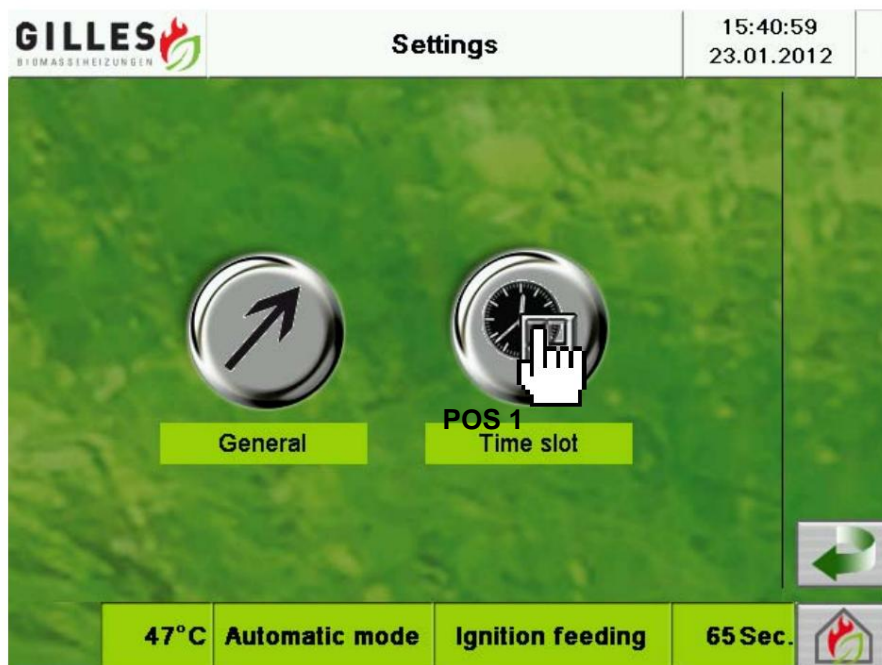 GILLES
BIOMASSEHEIZUNGEN
Settings
15:40:59
23.01.2012
POS 1
General
Time slot
47°C
Automatic mode
Ignition feeding
65 Sec.